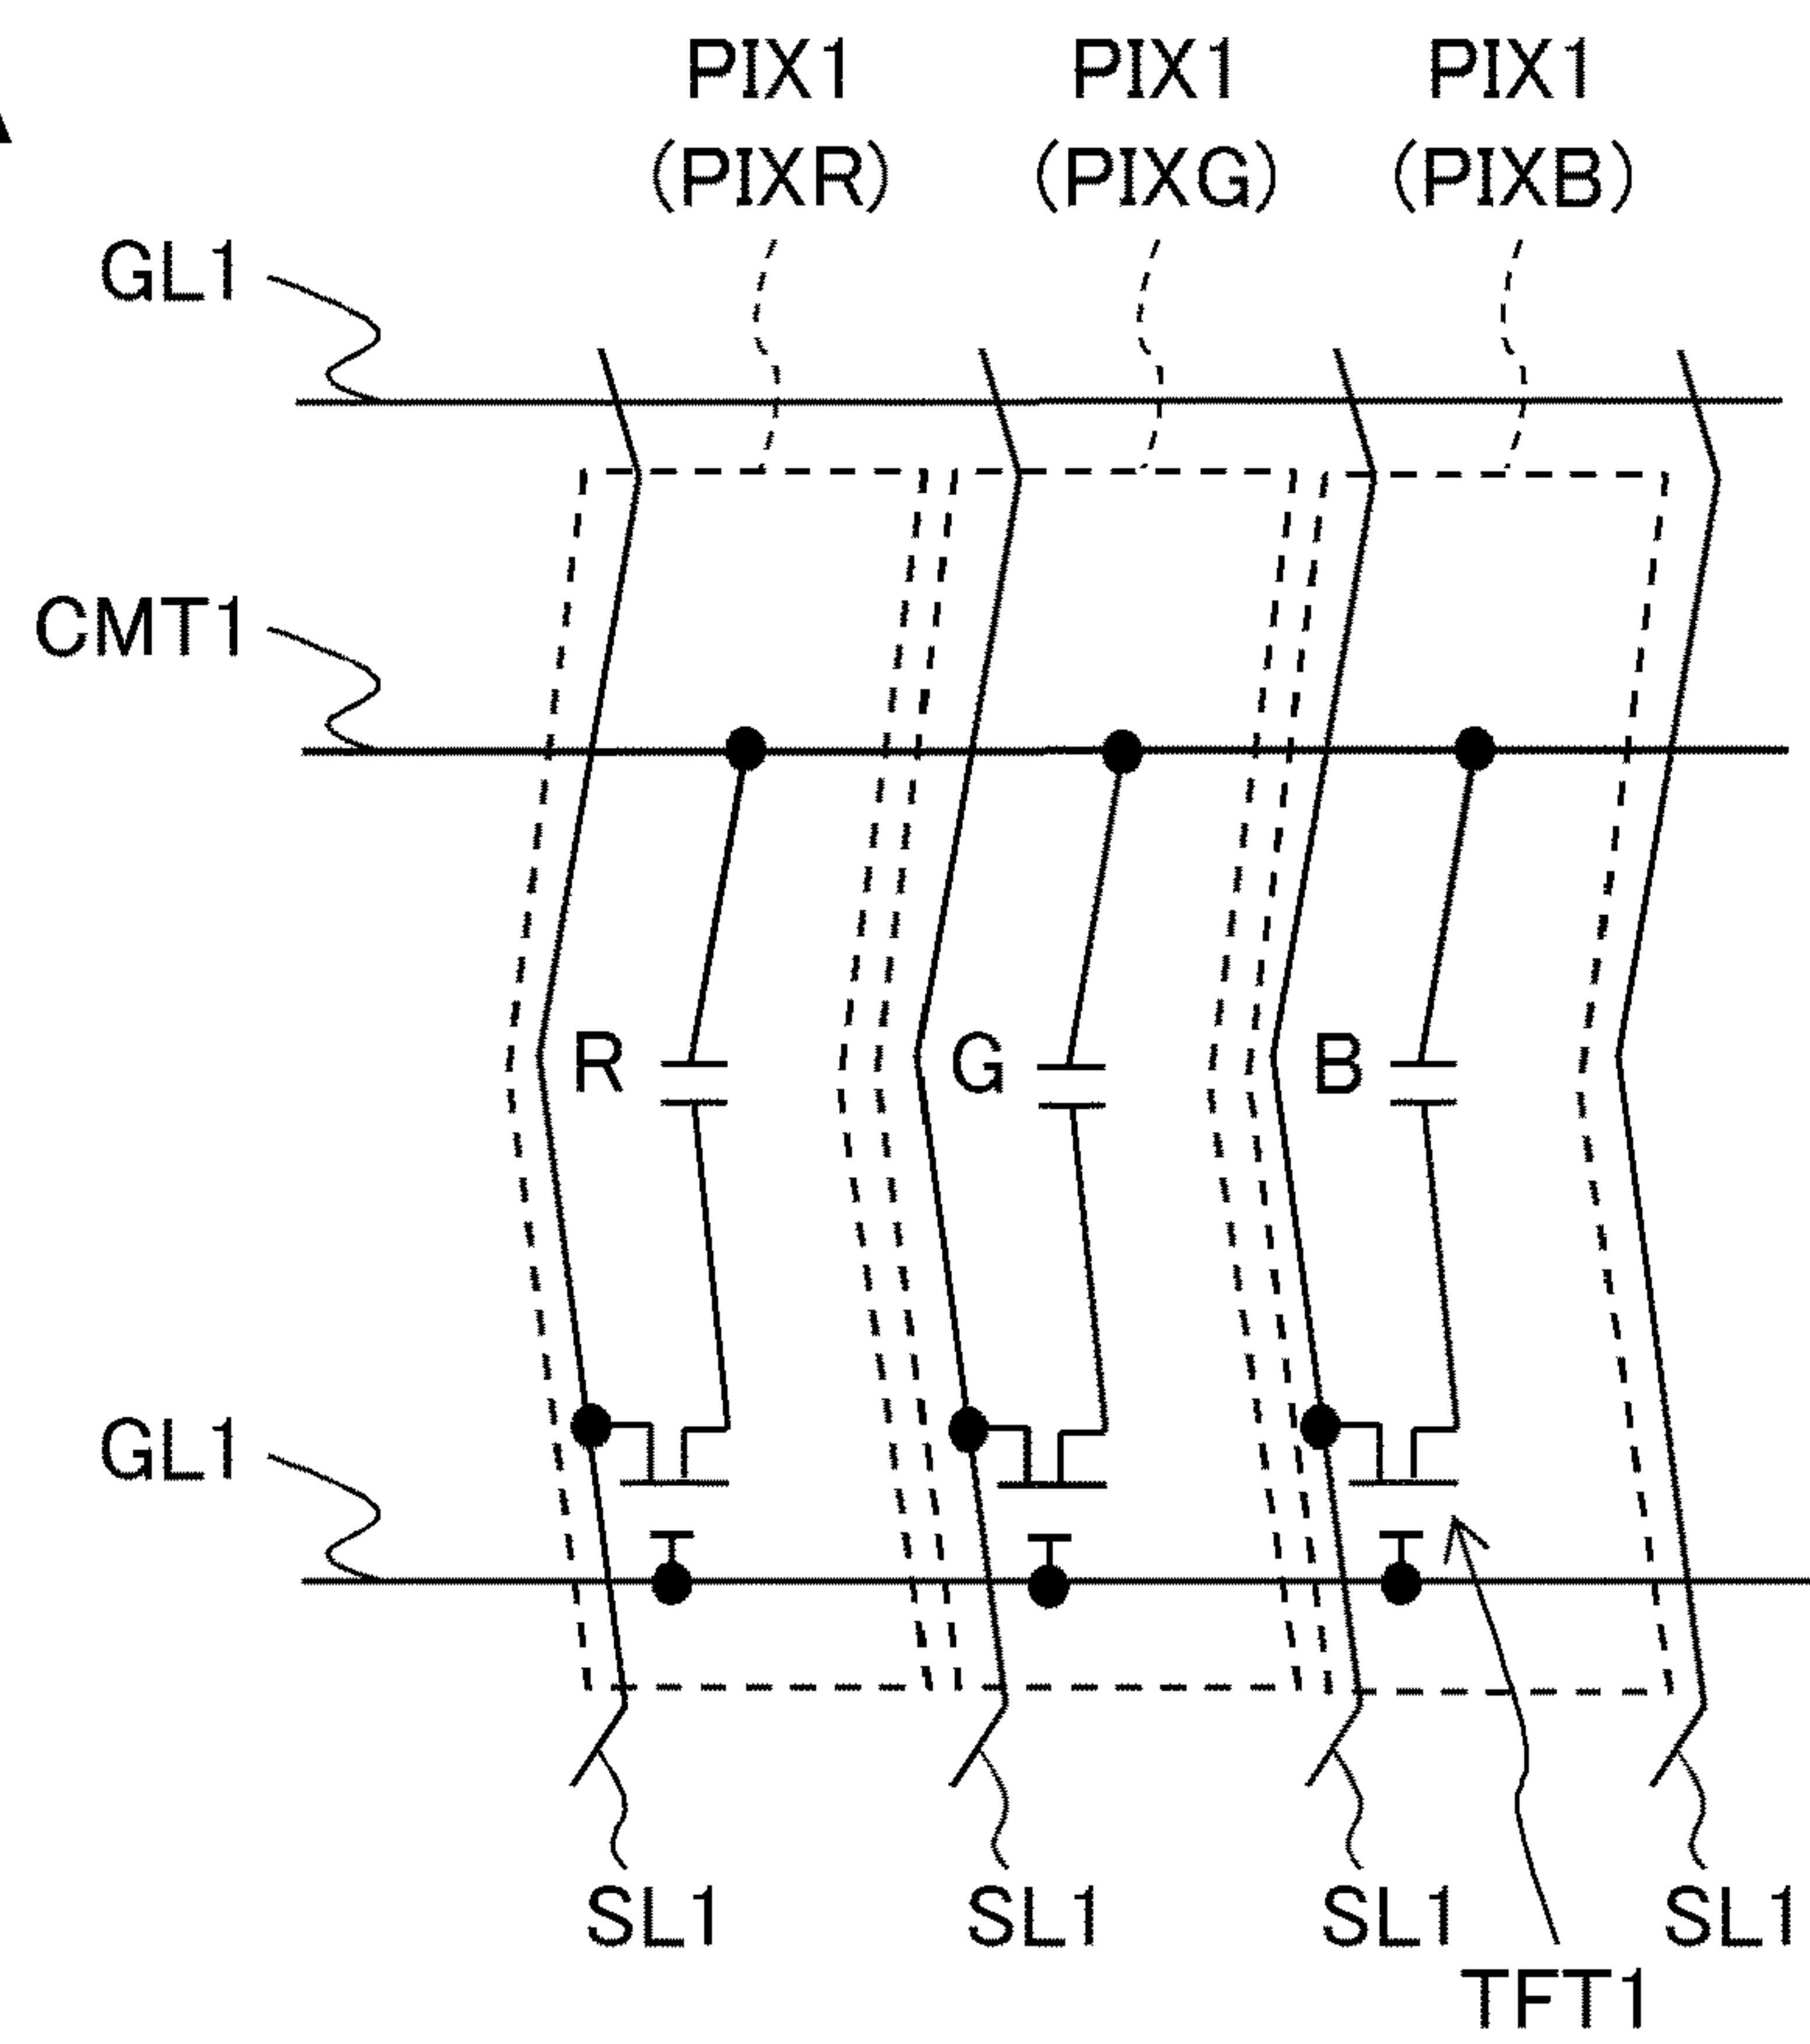 PIX1 PIX1 PIX1
(PIXR) (PIXG) (PIXB)
GL1
CMT1
R G B
GL1
SL1 SL1 SL1 SL1
TFT1